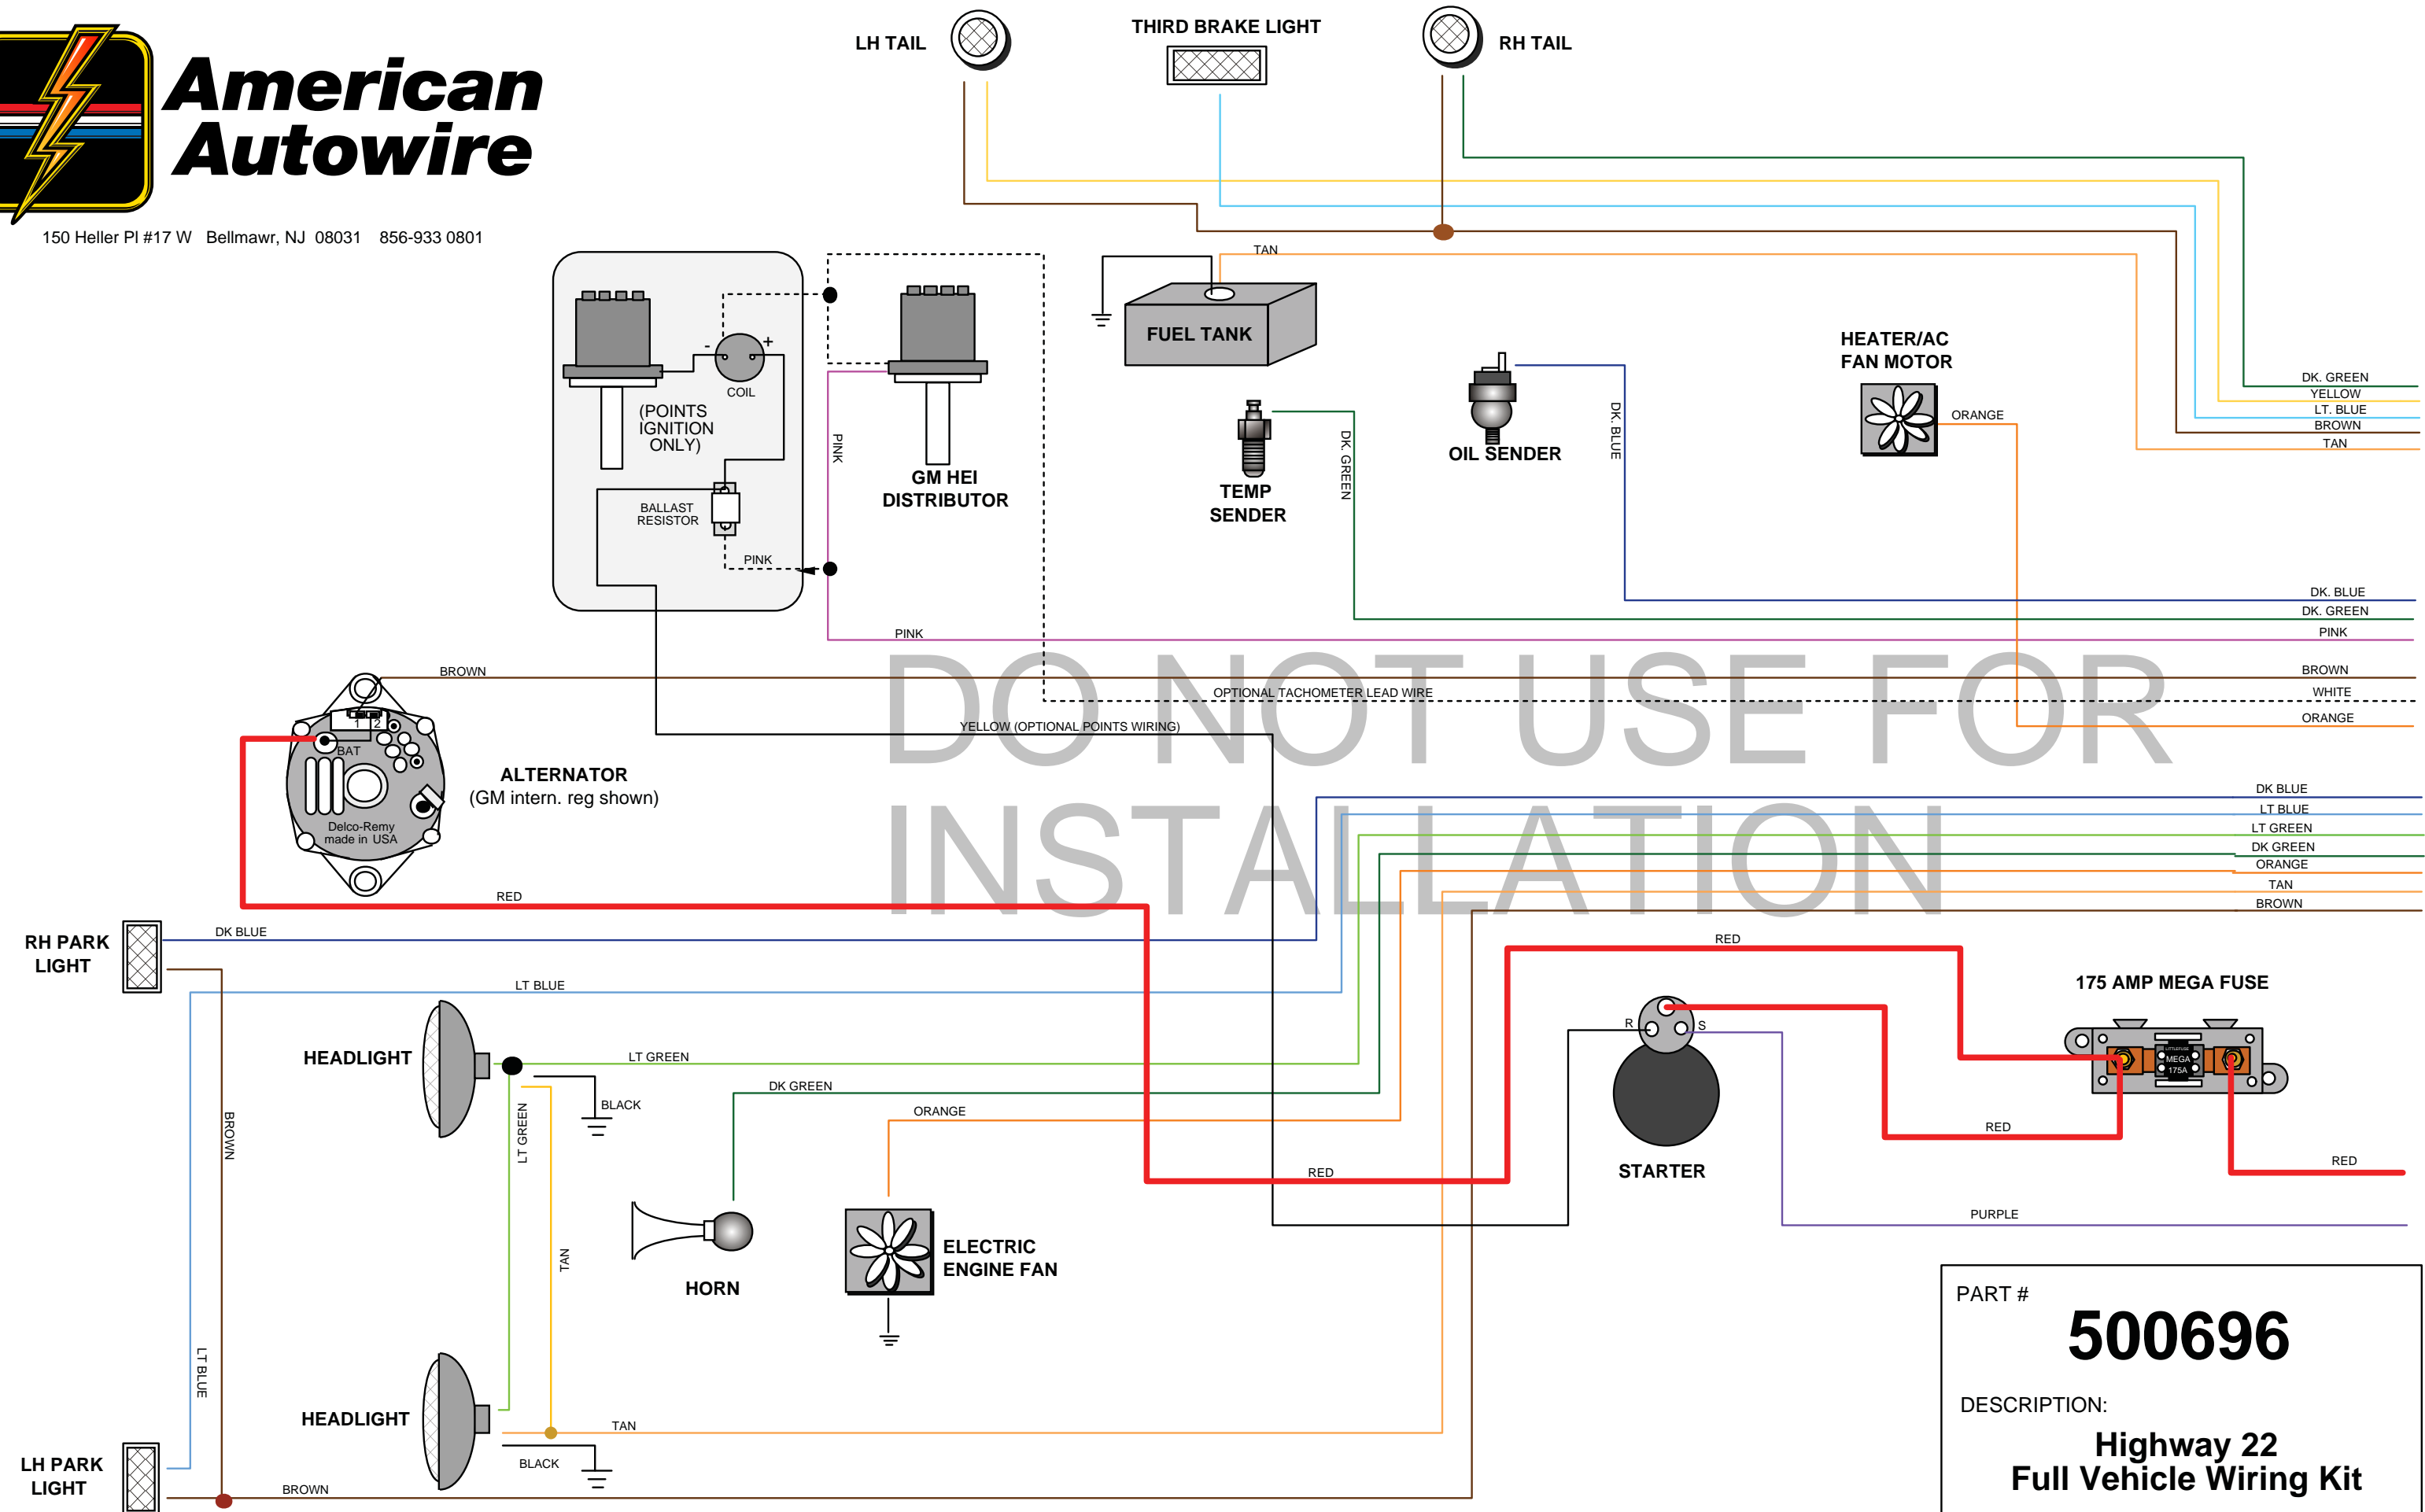 American
Autowire
150 Heller Pl #17 W   Bellmawr, NJ  08031    856-933 0801
LH TAIL
THIRD BRAKE LIGHT
RH TAIL
TAN
FUEL TANK
-
+
COIL
(POINTS
IGNITION
ONLY)
BALLAST
RESISTOR
PINK
PINK
GM HEI
DISTRIBUTOR
TEMP
SENDER
DK. GREEN
OIL SENDER
DK. BLUE
HEATER/AC
FAN MOTOR
ORANGE
DK. GREEN
YELLOW
LT. BLUE
BROWN
TAN
DK. BLUE
DK. GREEN
PINK
PINK
BROWN
BROWN
OPTIONAL TACHOMETER LEAD WIRE
WHITE
YELLOW (OPTIONAL POINTS WIRING)
ORANGE
DO NOT USE FOR
INSTALLATION
1 2
BAT
Delco-Remy
made in USA
ALTERNATOR
(GM intern. reg shown)
RED
DK BLUE
LT BLUE
LT GREEN
DK GREEN
ORANGE
TAN
BROWN
RH PARK
LIGHT
DK BLUE
LT BLUE
BROWN
LT BLUE
HEADLIGHT
LT GREEN
BLACK
LT GREEN
TAN
DK GREEN
HORN
ORANGE
ELECTRIC
ENGINE FAN
RED
RED
R
S
STARTER
175 AMP MEGA FUSE
LITTLEFUSE
MEGA
175A
RED
RED
PURPLE
HEADLIGHT
TAN
BLACK
LH PARK
LIGHT
BROWN
PART #
500696
DESCRIPTION:
Highway 22
Full Vehicle Wiring Kit